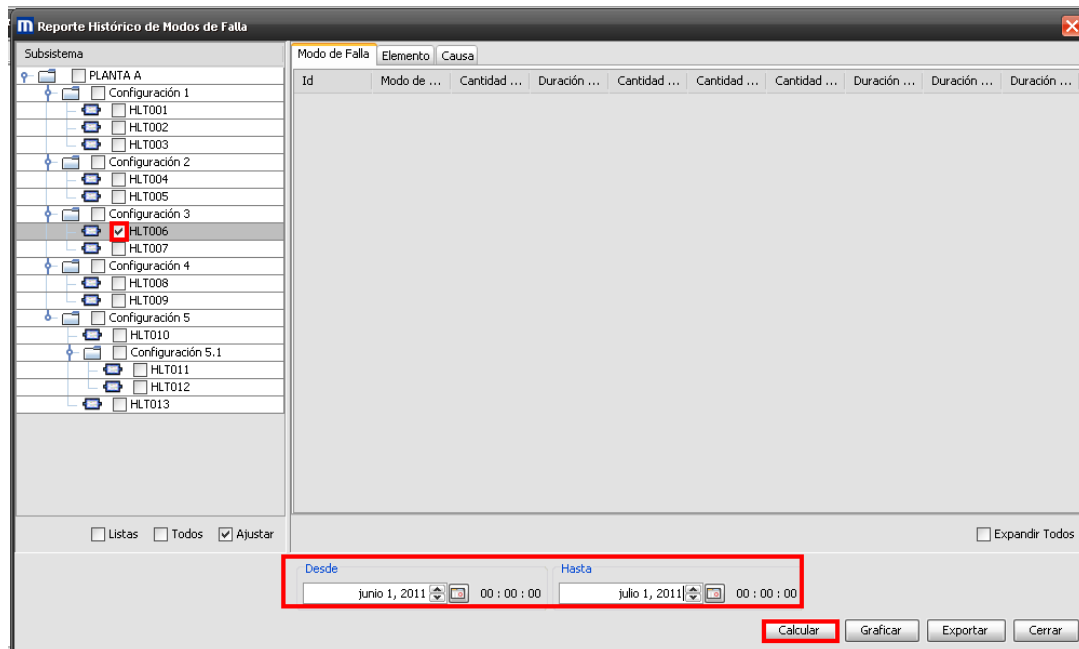 m Reporte Histórico de Modos de Falla
Subsistema
PLANTA A
Configuración 1
HLT001
HLT002
HLT003
Configuración 2
HLT004
HLT005
Configuración 3
HLT006
HLT007
Configuración 4
HLT008
HLT009
Configuración 5
HLT010
Configuración 5.1
HLT011
HLT012
HLT013
Listas Todos Ajustar
Modo de Falla Elemento Causa
Id Modo de ... Cantidad ... Duración ... Cantidad ... Cantidad ... Cantidad ... Duración ... Duración ... Duración ...
Expandir Todos
Desde Hasta
junio 1, 2011 00 : 00 : 00 julio 1, 2011 00 : 00 : 00
Calcular Graficar Exportar Cerrar